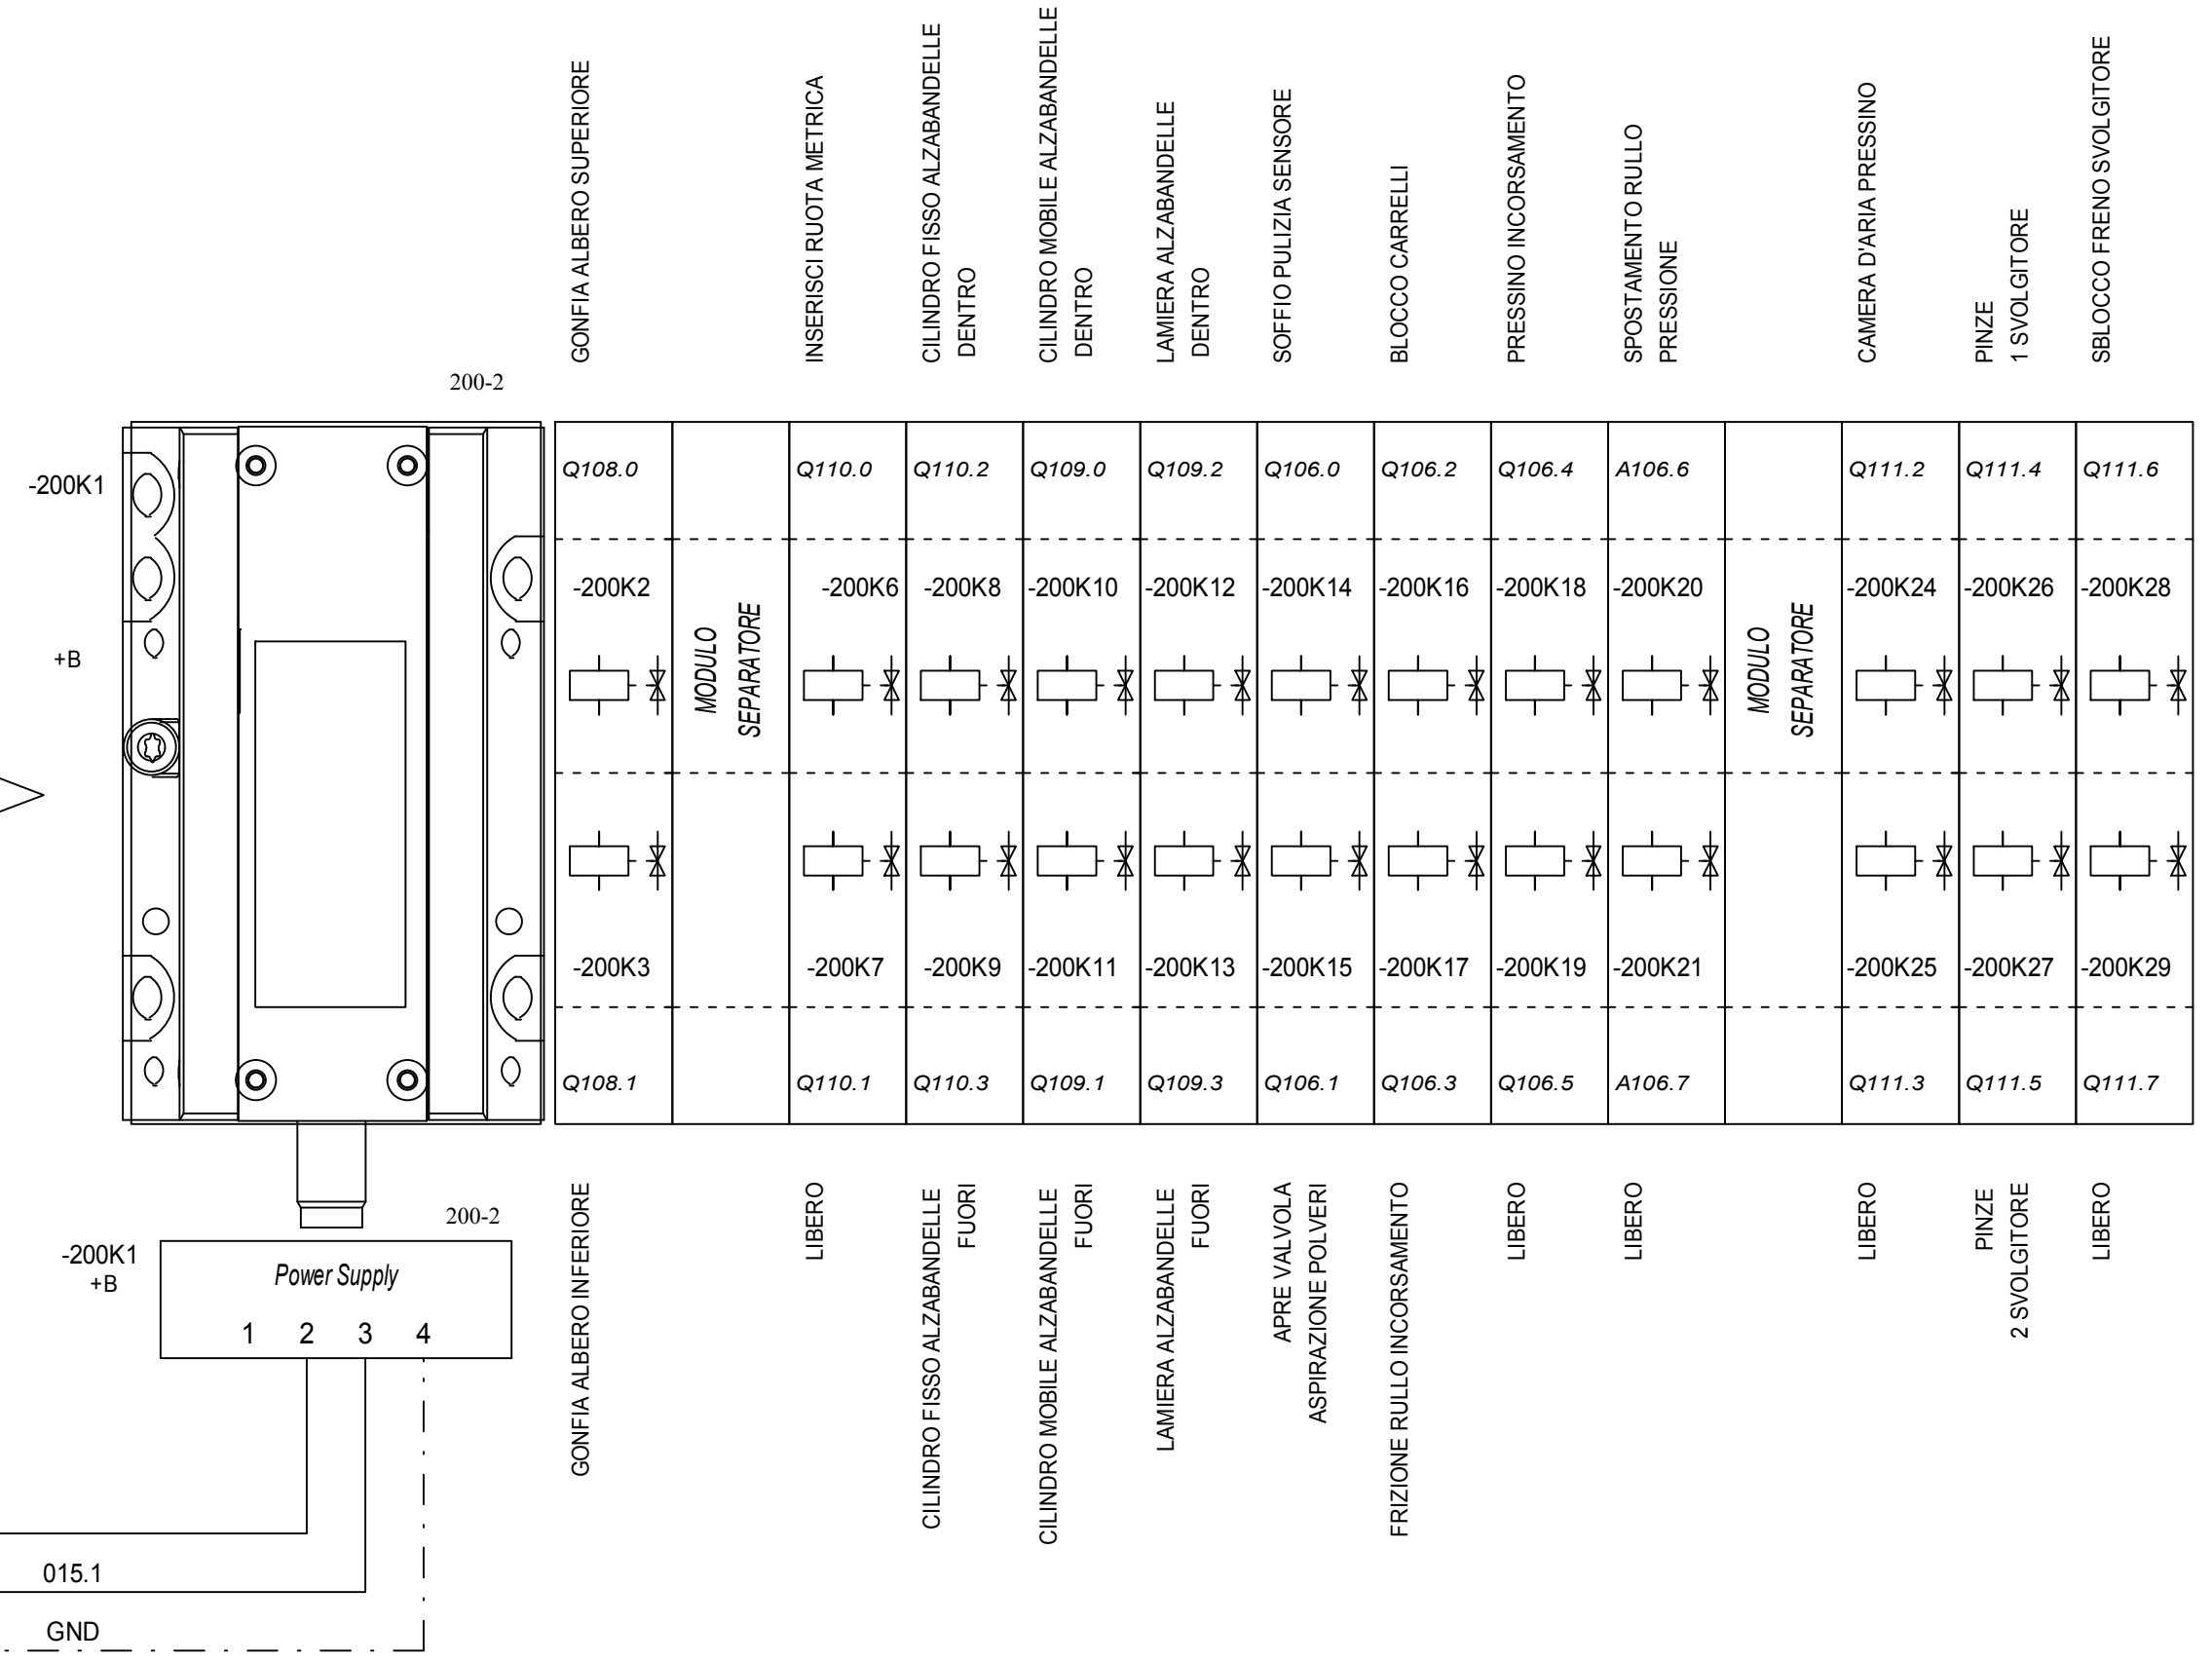 GONFIA ALBERO SUPERIORE
INSERISCI RUOTA METRICA
CILINDRO FISSO ALZABANDELLE
DENTRO
CILINDRO MOBILE ALZABANDELLE
DENTRO
LAMIERA ALZABANDELLE
DENTRO
SOFFIO PULIZIA SENSORE
BLOCCO CARRELLI
PRESSINO INCORSAMENTO
SPOSTAMENTO RULLO
PRESSIONE
CAMERA D'ARIA PRESSINO
PINZE
1 SVOLGITORE
SBLOCCO FRENO SVOLGITORE
200-2
-200K1
+B
Q108.0
Q110.0
Q110.2
Q109.0
Q109.2
Q106.0
Q106.2
Q106.4
A106.6
Q111.2
Q111.4
Q111.6
-200K2
-200K6
-200K8
-200K10
-200K12
-200K14
-200K16
-200K18
-200K20
-200K24
-200K26
-200K28
MODULO
SEPARATORE
MODULO
SEPARATORE
-200K3
-200K7
-200K9
-200K11
-200K13
-200K15
-200K17
-200K19
-200K21
-200K25
-200K27
-200K29
Q108.1
Q110.1
Q110.3
Q109.1
Q109.3
Q106.1
Q106.3
Q106.5
A106.7
Q111.3
Q111.5
Q111.7
GONFIA ALBERO INFERIORE
LIBERO
CILINDRO FISSO ALZABANDELLE
FUORI
CILINDRO MOBILE ALZABANDELLE
FUORI
LAMIERA ALZABANDELLE
FUORI
APRE VALVOLA
ASPIRAZIONE POLVERI
FRIZIONE RULLO INCORSAMENTO
LIBERO
LIBERO
LIBERO
PINZE
2 SVOLGITORE
LIBERO
200-2
-200K1
+B
Power Supply
1 2 3 4
015.1
GND